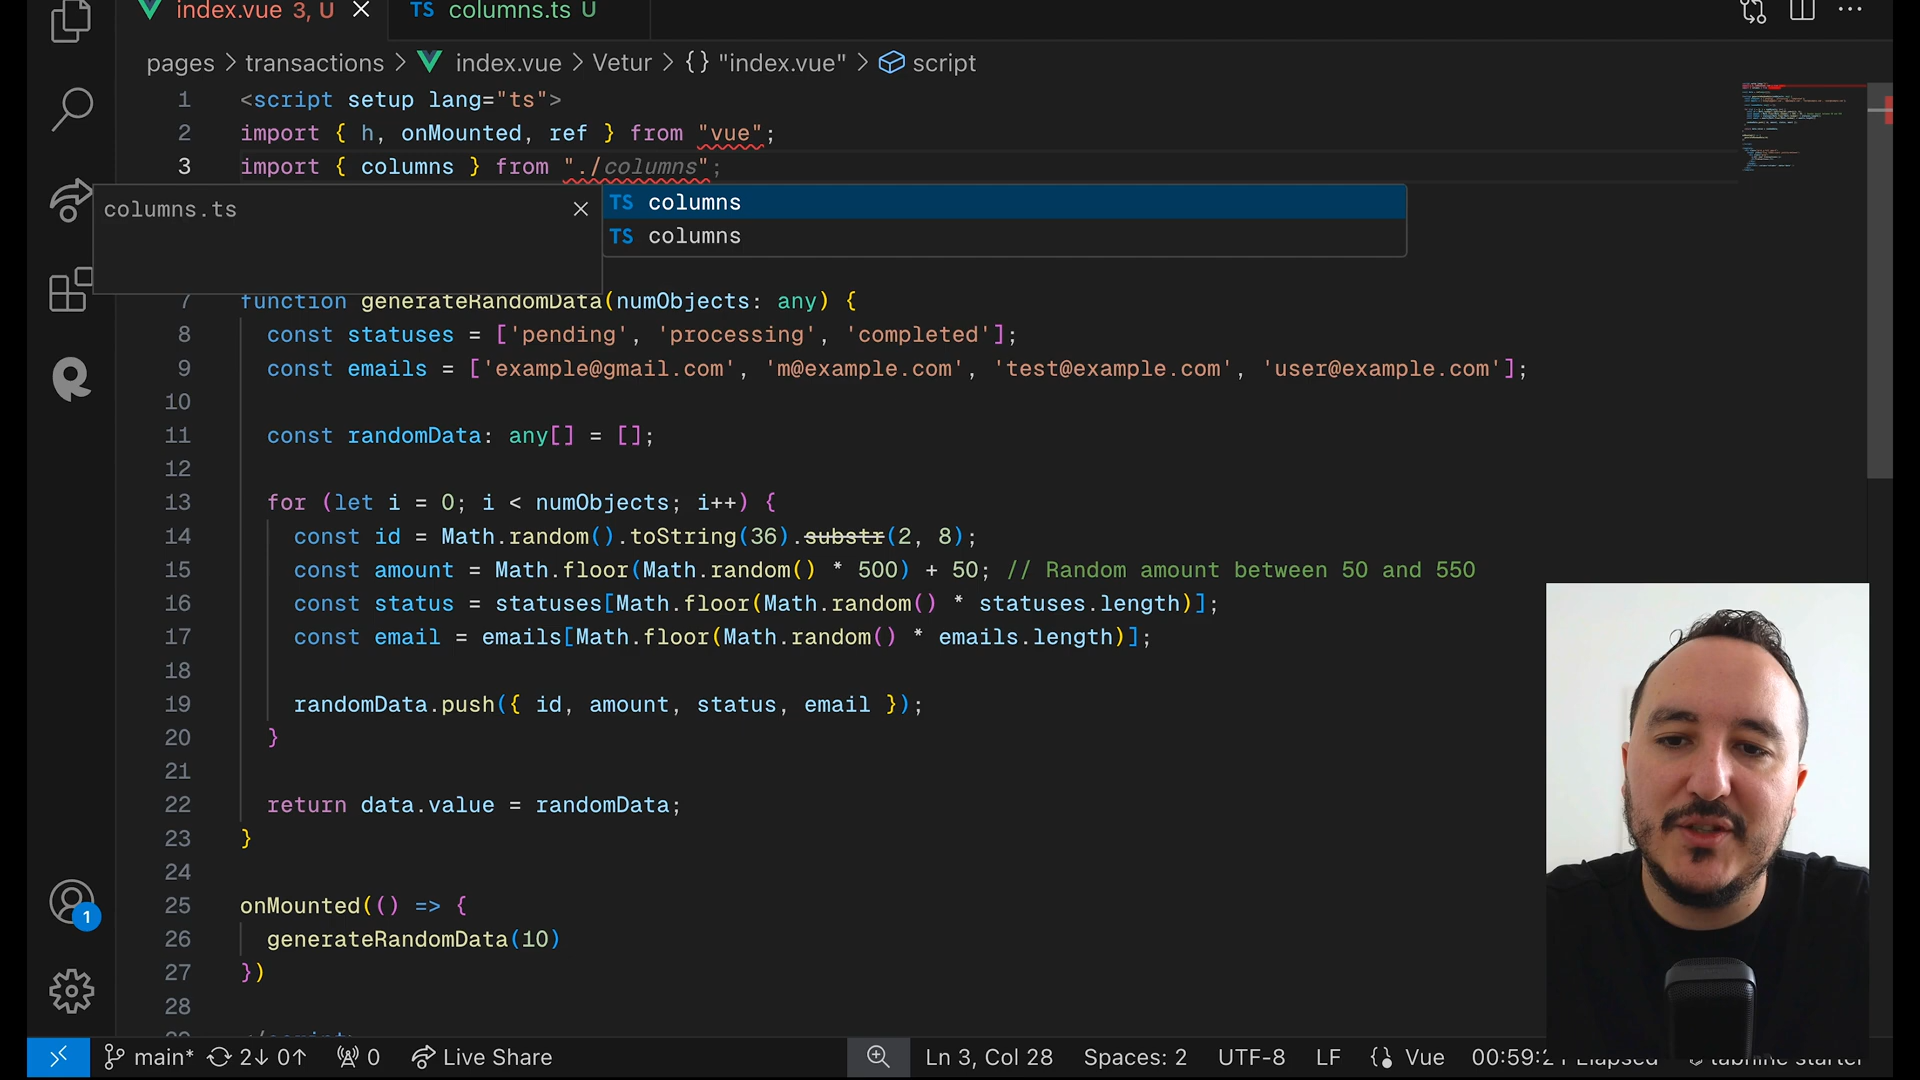 index.vue 3, U
TS columns.ts U
pages > transactions > index.vue > Vetur > {} "index.vue" > script
1 <script setup lang="ts">
2 import { h, onMounted, ref } from "vue";
3 import { columns } from "./columns";
columns.ts
TS columns
TS columns
7 function generateRandomData(numObjects: any) {
8 const statuses = ['pending', 'processing', 'completed'];
9 const emails = ['example@gmail.com', 'm@example.com', 'test@example.com', 'user@example.com'];
10
11 const randomData: any[] = [];
12
13 for (let i = 0; i < numObjects; i++) {
14 const id = Math.random().toString(36).substr(2, 8);
15 const amount = Math.floor(Math.random() * 500) + 50; // Random amount between 50 and 550
16 const status = statuses[Math.floor(Math.random() * statuses.length)];
17 const email = emails[Math.floor(Math.random() * emails.length)];
18
19 randomData.push({ id, amount, status, email });
20 }
21
22 return data.value = randomData;
23 }
24
25 onMounted(() => {
26 generateRandomData(10)
27 })
28
1
main* 2↓ 0↑ 0 Live Share Ln 3, Col 28 Spaces: 2 UTF-8 LF Vue